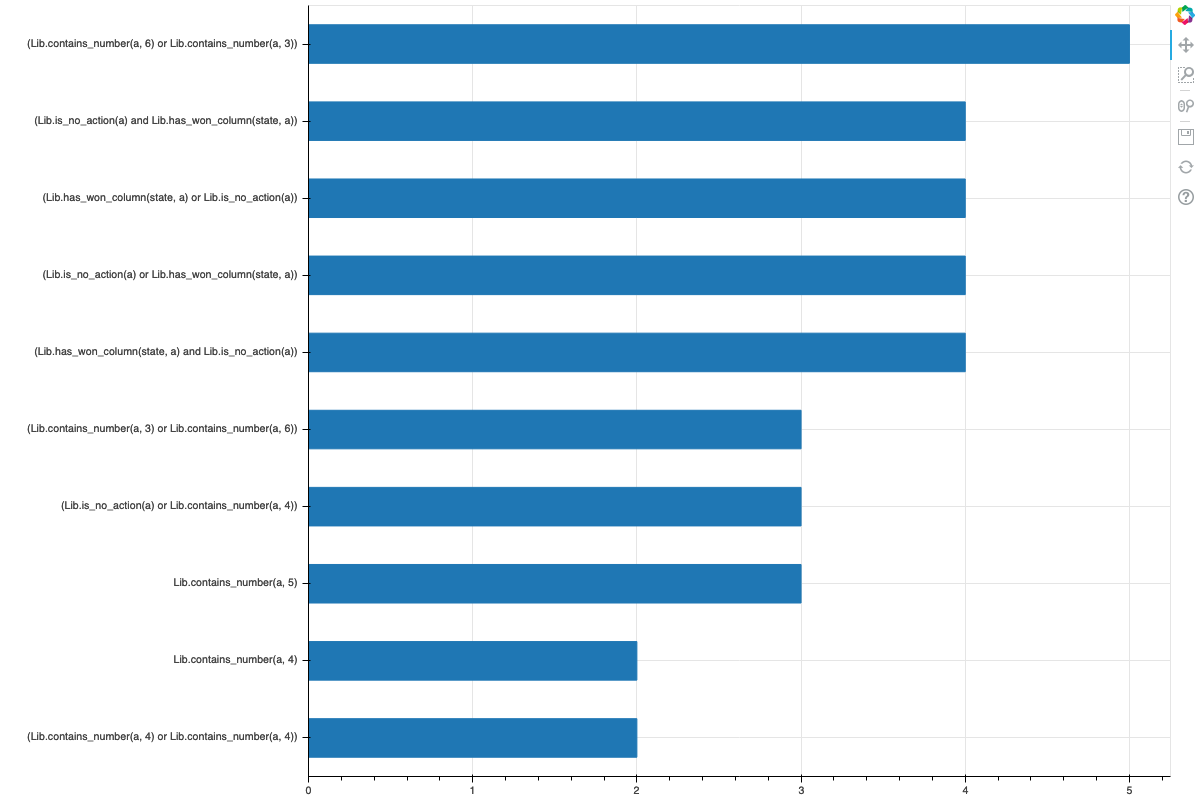 (Lib.contains_number(a, 6) or Lib.contains_number(a, 3))
(Lib.is_no_action(a) and Lib.has_won_column(state, a))
(Lib.has_won_column(state, a) or Lib.is_no_action(a))
(Lib.is_no_action(a) or Lib.has_won_column(state, a))
(Lib.has_won_column(state, a) and Lib.is_no_action(a))
(Lib.contains_number(a, 3) or Lib.contains_number(a, 6))
(Lib.is_no_action(a) or Lib.contains_number(a, 4))
Lib.contains_number(a, 5)
Lib.contains_number(a, 4)
(Lib.contains_number(a, 4) or Lib.contains_number(a, 4))
0 1 2 3 4 5